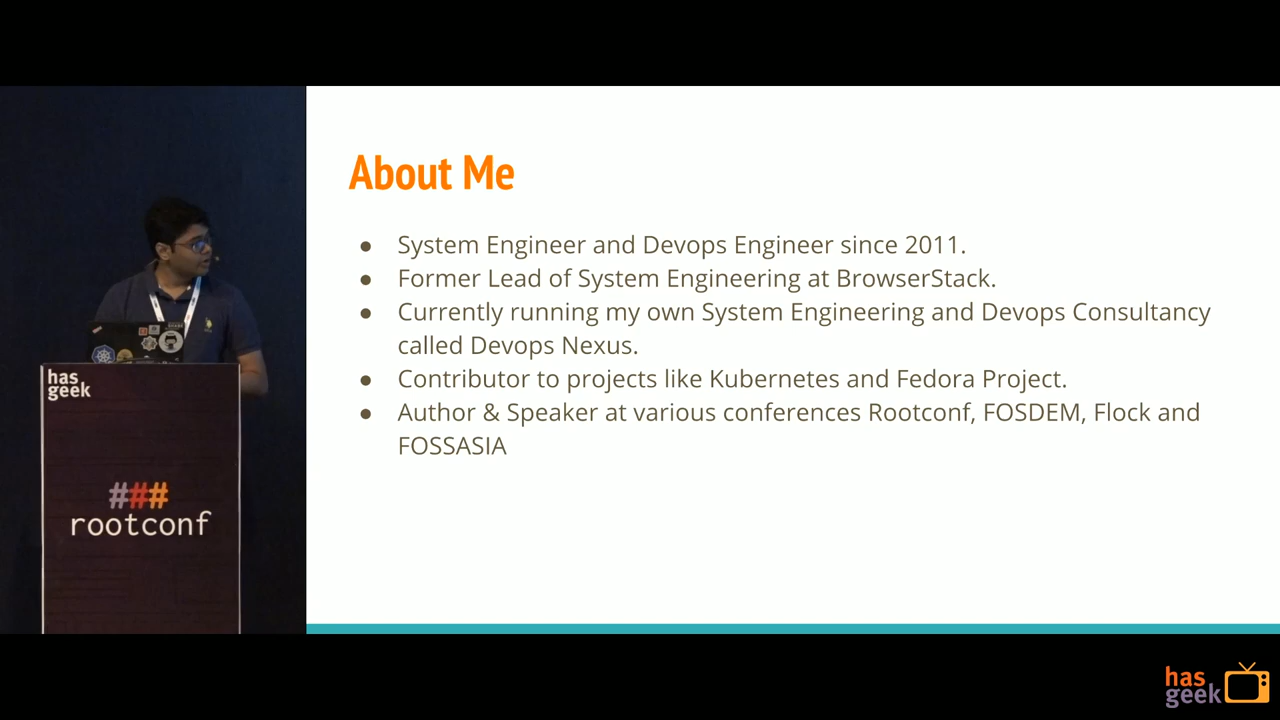 About Me
● System Engineer and Devops Engineer since 2011.
● Former Lead of System Engineering at BrowserStack.
● Currently running my own System Engineering and Devops Consultancy
called Devops Nexus.
● Contributor to projects like Kubernetes and Fedora Project.
● Author & Speaker at various conferences Rootconf, FOSDEM, Flock and
FOSSASIA
has
geek
###
rootconf
has
geek